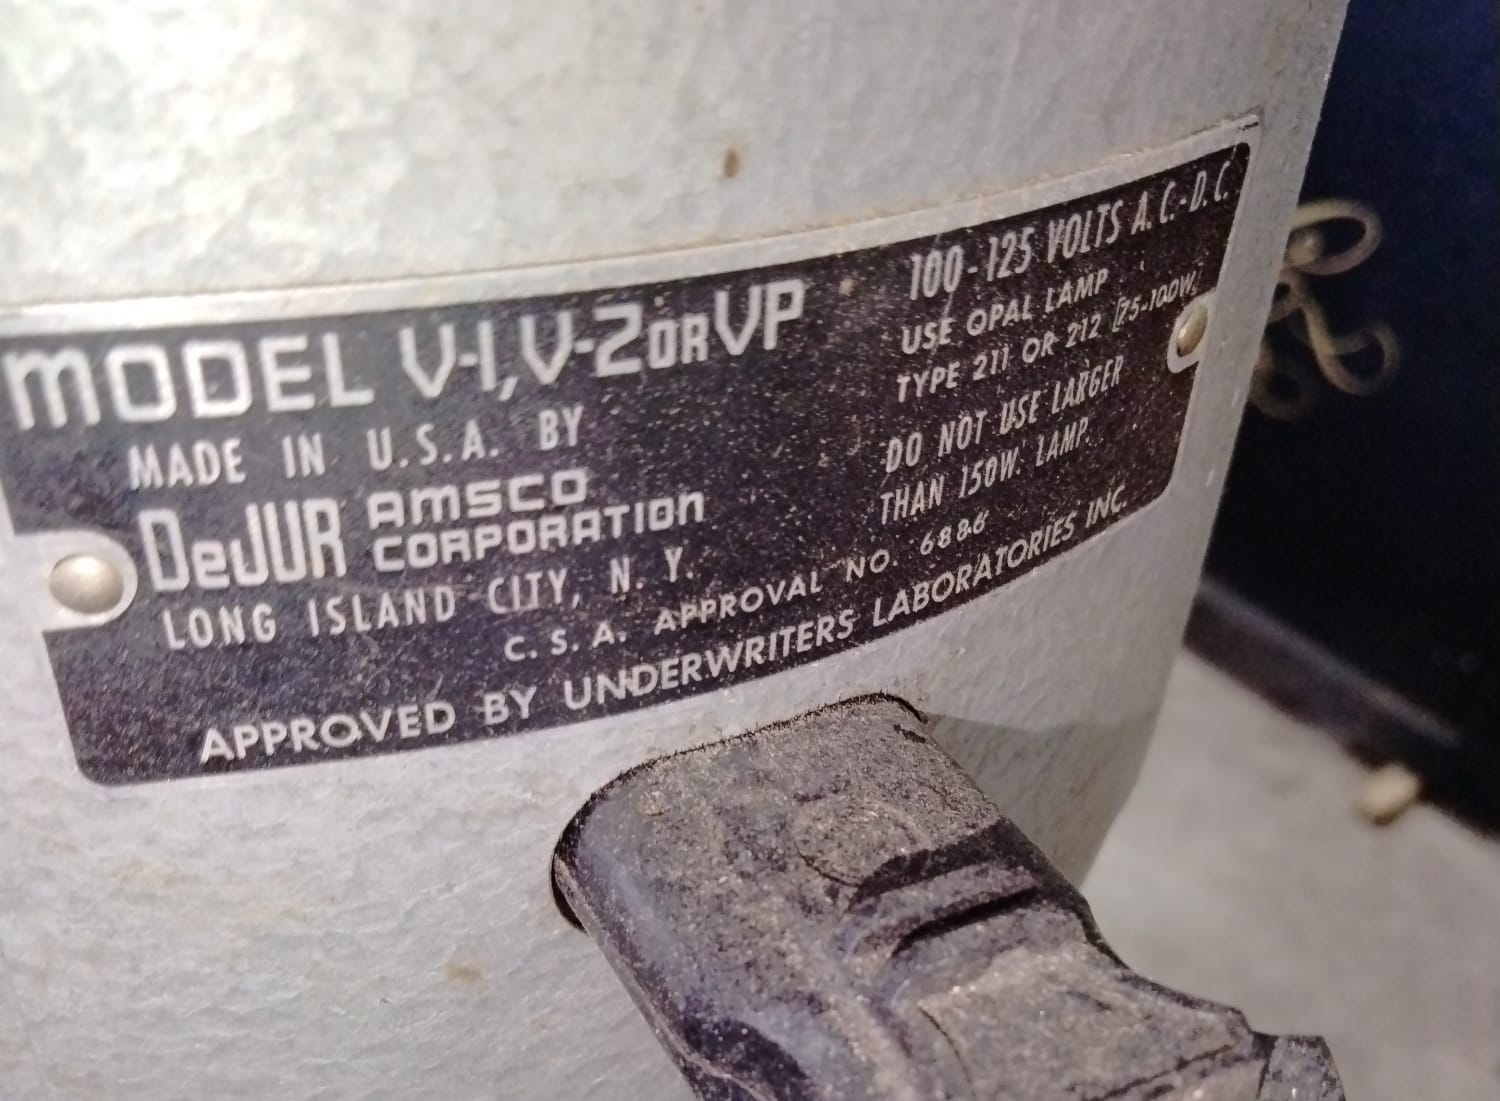 MODEL V-1, V-2 OR VP
MADE IN U.S.A. BY
DeJUR AMSCO
CORPORATION
LONG ISLAND CITY, N. Y.
100-125 VOLTS A.C.-D.C.
USE OPAL LAMP
TYPE 211 OR 212 (75-100W.)
DO NOT USE LARGER
THAN 150W. LAMP.
C. S. A. APPROVAL NO. 6886
APPROVED BY UNDERWRITERS LABORATORIES INC.